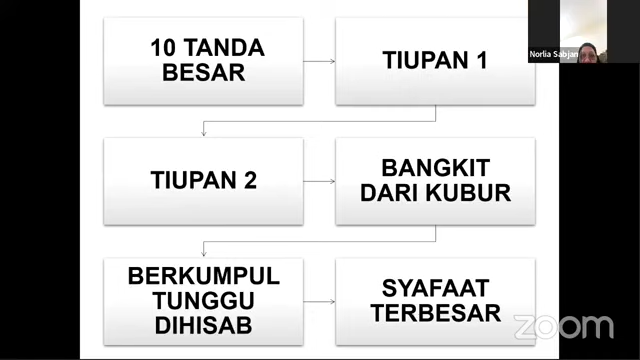 10 TANDA
BESAR
TIUPAN 1
Norlia Sabjan
TIUPAN 2
BANGKIT
DARI KUBUR
BERKUMPUL
TUNGGU
DIHISAB
SYAFAAT
TERBESAR
zoom